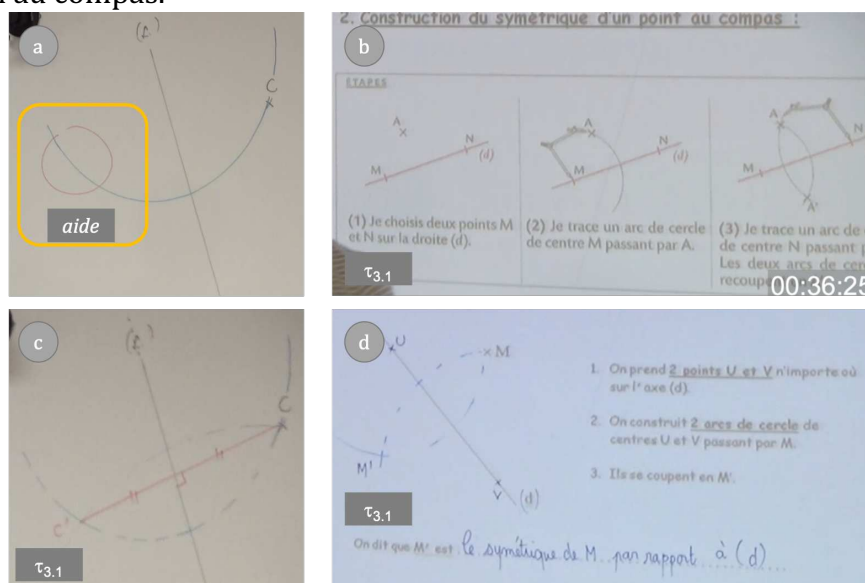 au compas.
a
(f)
C
aide
b
2. Construction du symétrique d'un point au compas :
ETAPES
A
M
N
(d)
(1) Je choisis deux points M
et N sur la droite (d).
A
M
N
(d)
(2) Je trace un arc de cercle
de centre M passant par A.
A
M
N
A'
(3) Je trace un arc de
de centre N passant
Les deux arcs de
τ3.1
00:36:25
c
(f)
C
C'
τ3.1
d
U
M
M'
V
(d)
1. On prend 2 points U et V n'importe où
sur l'axe (d).
2. On construit 2 arcs de cercle de
centres U et V passant par M.
3. Ils se coupent en M'.
τ3.1
On dit que M' est le symétrique de M par rapport à (d)